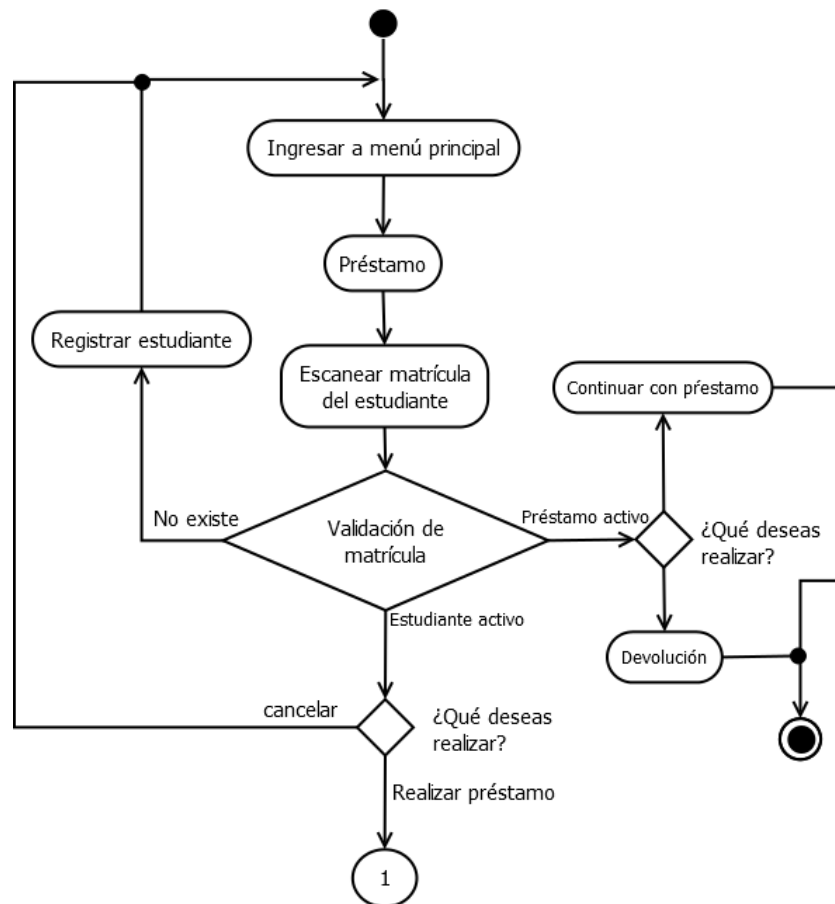 Ingresar a menú principal
Préstamo
Registrar estudiante
Escanear matrícula
del estudiante
Continuar con pŕestamo
No existe
Validación de
matrícula
Préstamo activo
¿Qué deseas
realizar?
Estudiante activo
Devolución
cancelar
¿Qué deseas
realizar?
Realizar préstamo
1